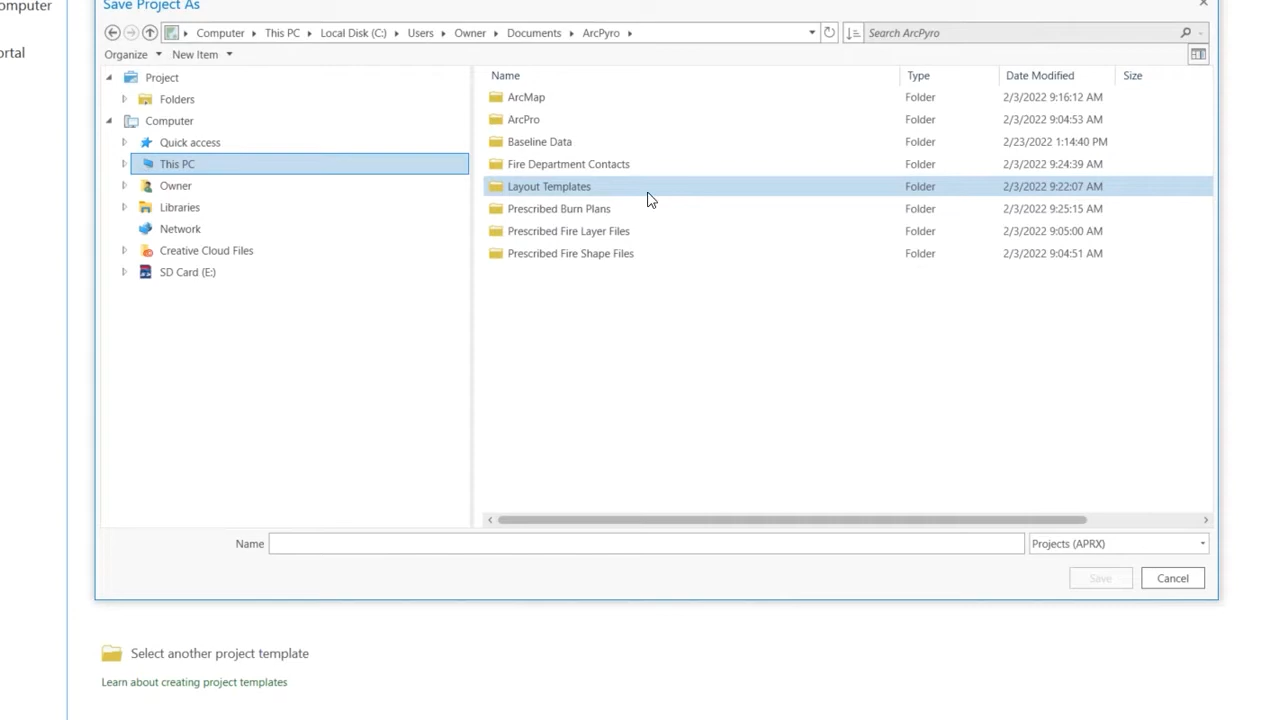 omputer
ortal
Save Project As
Computer This PC Local Disk (C:) Users Owner Documents ArcPyro
Search ArcPyro
Organize New Item
Project
Folders
Computer
Quick access
This PC
Owner
Libraries
Network
Creative Cloud Files
SD Card (E:)
Name Type Date Modified Size
ArcMap Folder 2/3/2022 9:16:12 AM
ArcPro Folder 2/3/2022 9:04:53 AM
Baseline Data Folder 2/23/2022 1:14:40 PM
Fire Department Contacts Folder 2/3/2022 9:24:39 AM
Layout Templates Folder 2/3/2022 9:22:07 AM
Prescribed Burn Plans Folder 2/3/2022 9:25:15 AM
Prescribed Fire Layer Files Folder 2/3/2022 9:05:00 AM
Prescribed Fire Shape Files Folder 2/3/2022 9:04:51 AM
Name Projects (APRX)
Save Cancel
Select another project template
Learn about creating project templates